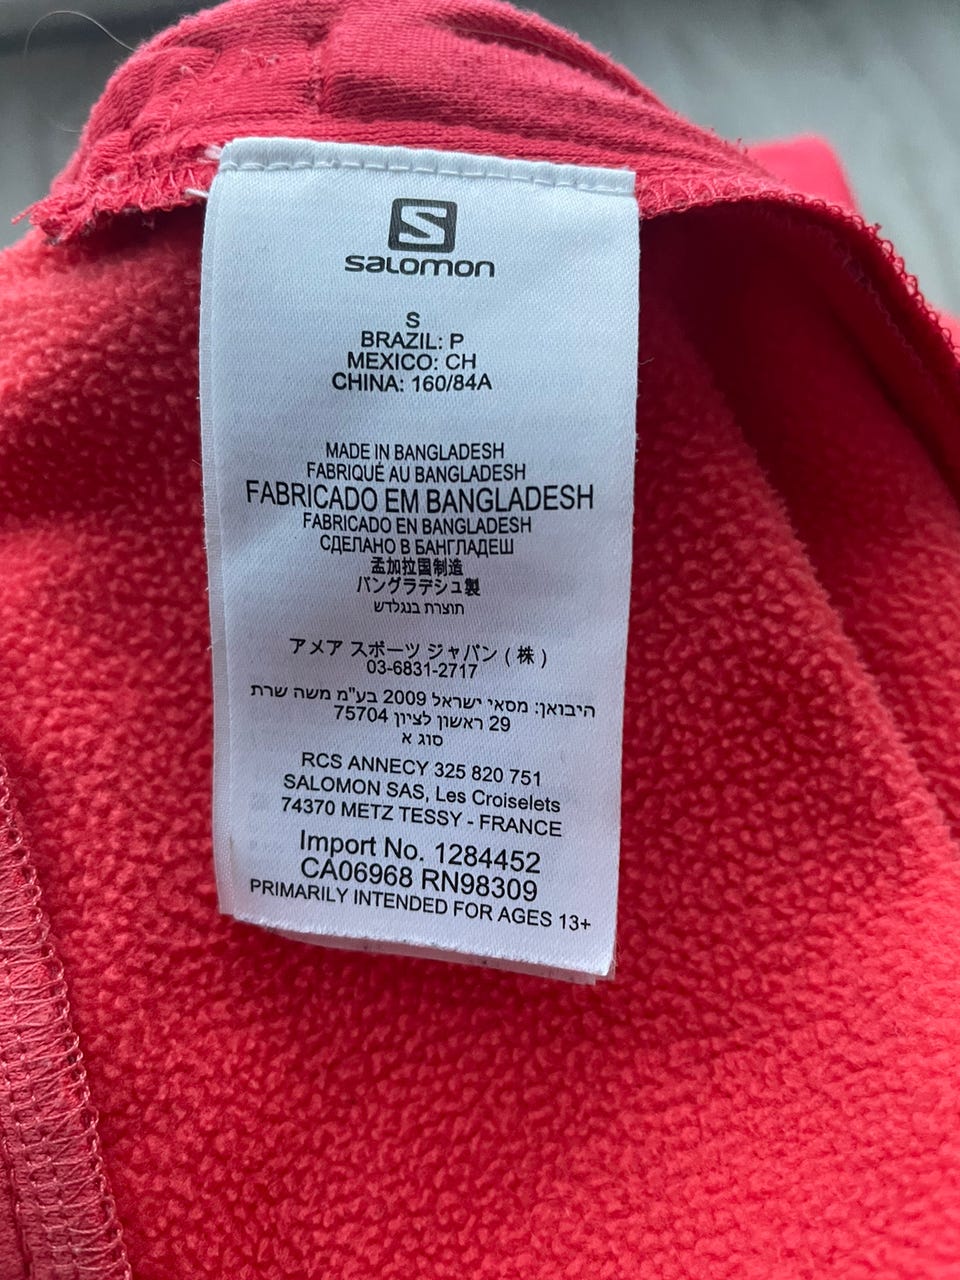 S
salomon
S
BRAZIL: P
MEXICO: CH
CHINA: 160/84A
MADE IN BANGLADESH
FABRIQUÉ AU BANGLADESH
FABRICADO EM BANGLADESH
FABRICADO EN BANGLADESH
СДЕЛАНО В БАНГЛАДЕШ
孟加拉国制造
バングラデシュ製
תוצרת בנגלדש
アメア スポーツ ジャパン ( 株 )
03-6831-2717
היבואן: מסאי ישראל 2009 בע"מ משה שרת
29 ראשון לציון 75704
סוג א
RCS ANNECY 325 820 751
SALOMON SAS, Les Croiselets
74370 METZ TESSY - FRANCE
Import No. 1284452
CA06968 RN98309
PRIMARILY INTENDED FOR AGES 13+